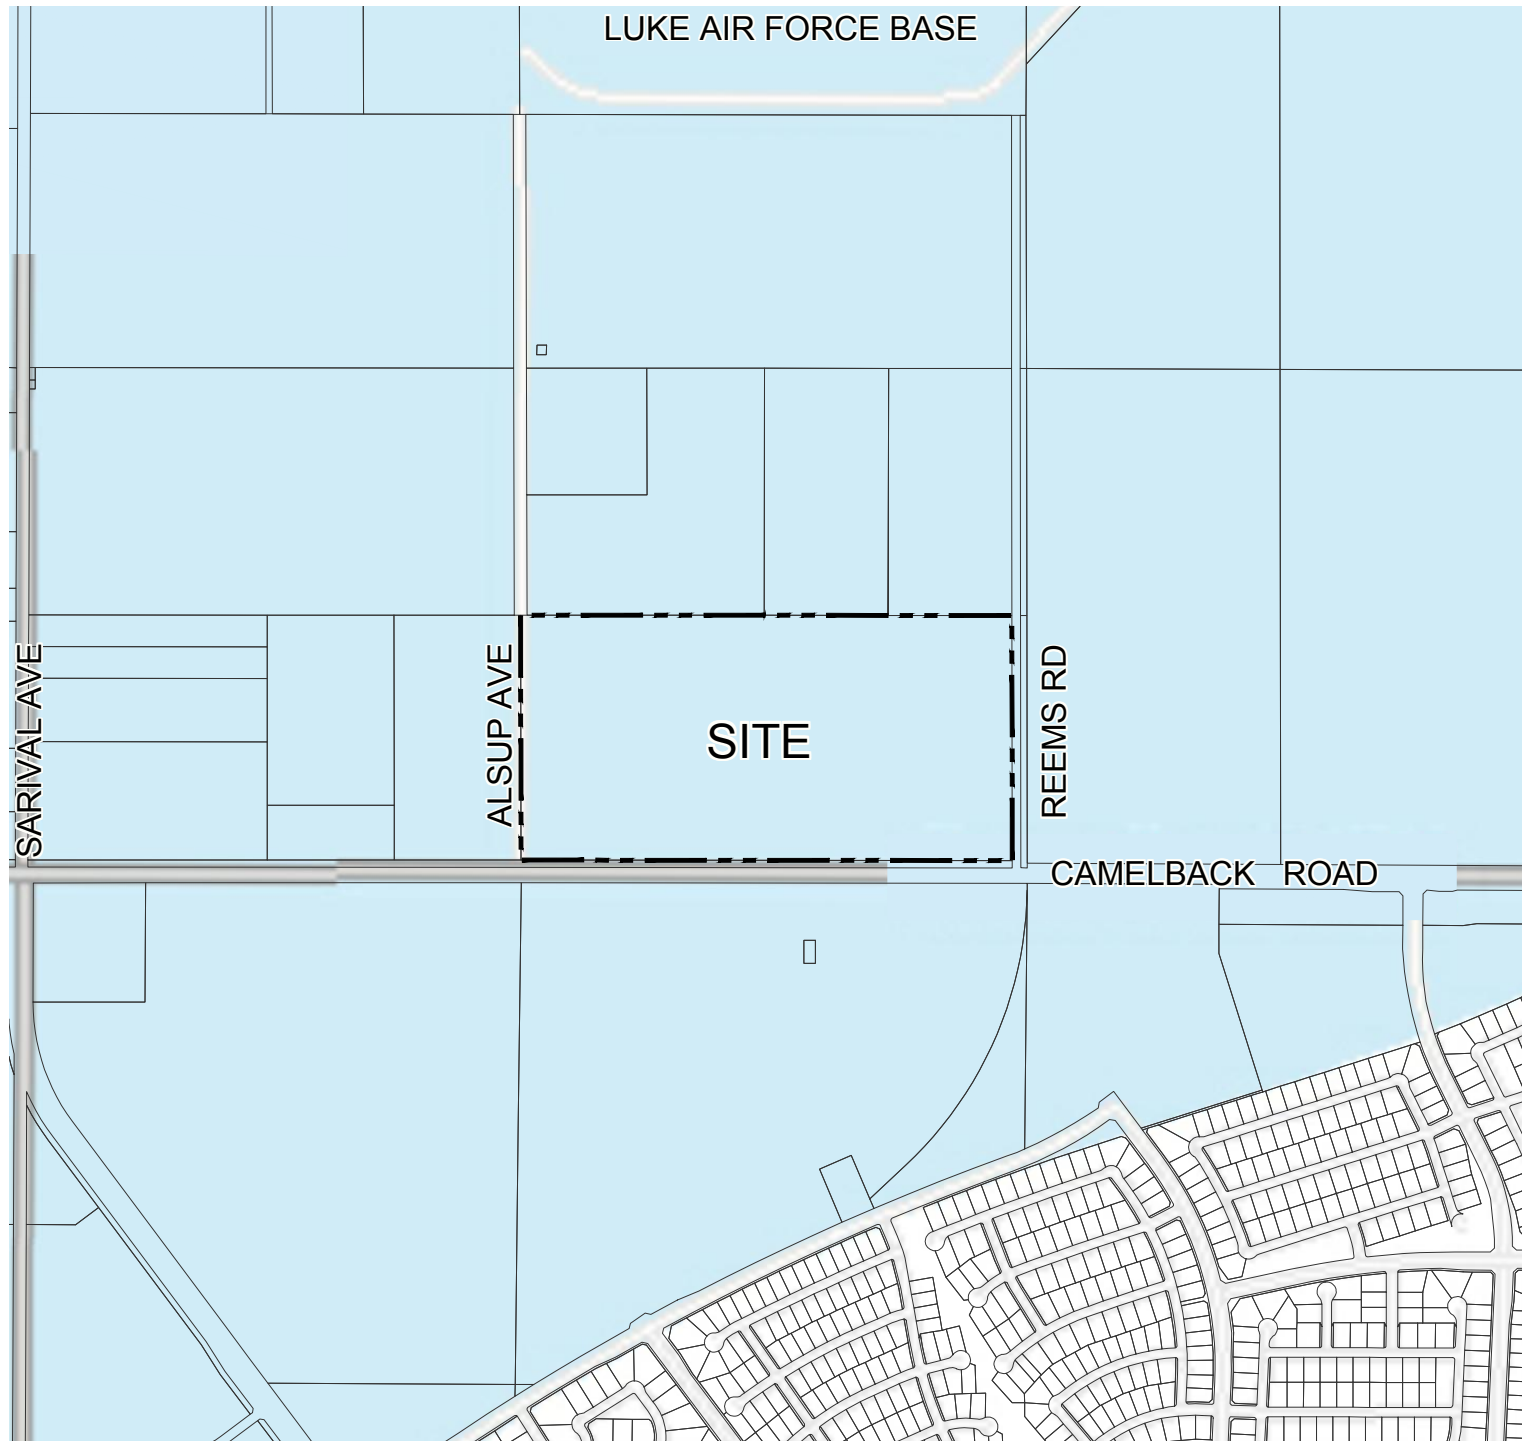 LUKE AIR FORCE BASE
SARIVAL AVE
ALSUP AVE
SITE
REEMS RD
CAMELBACK ROAD